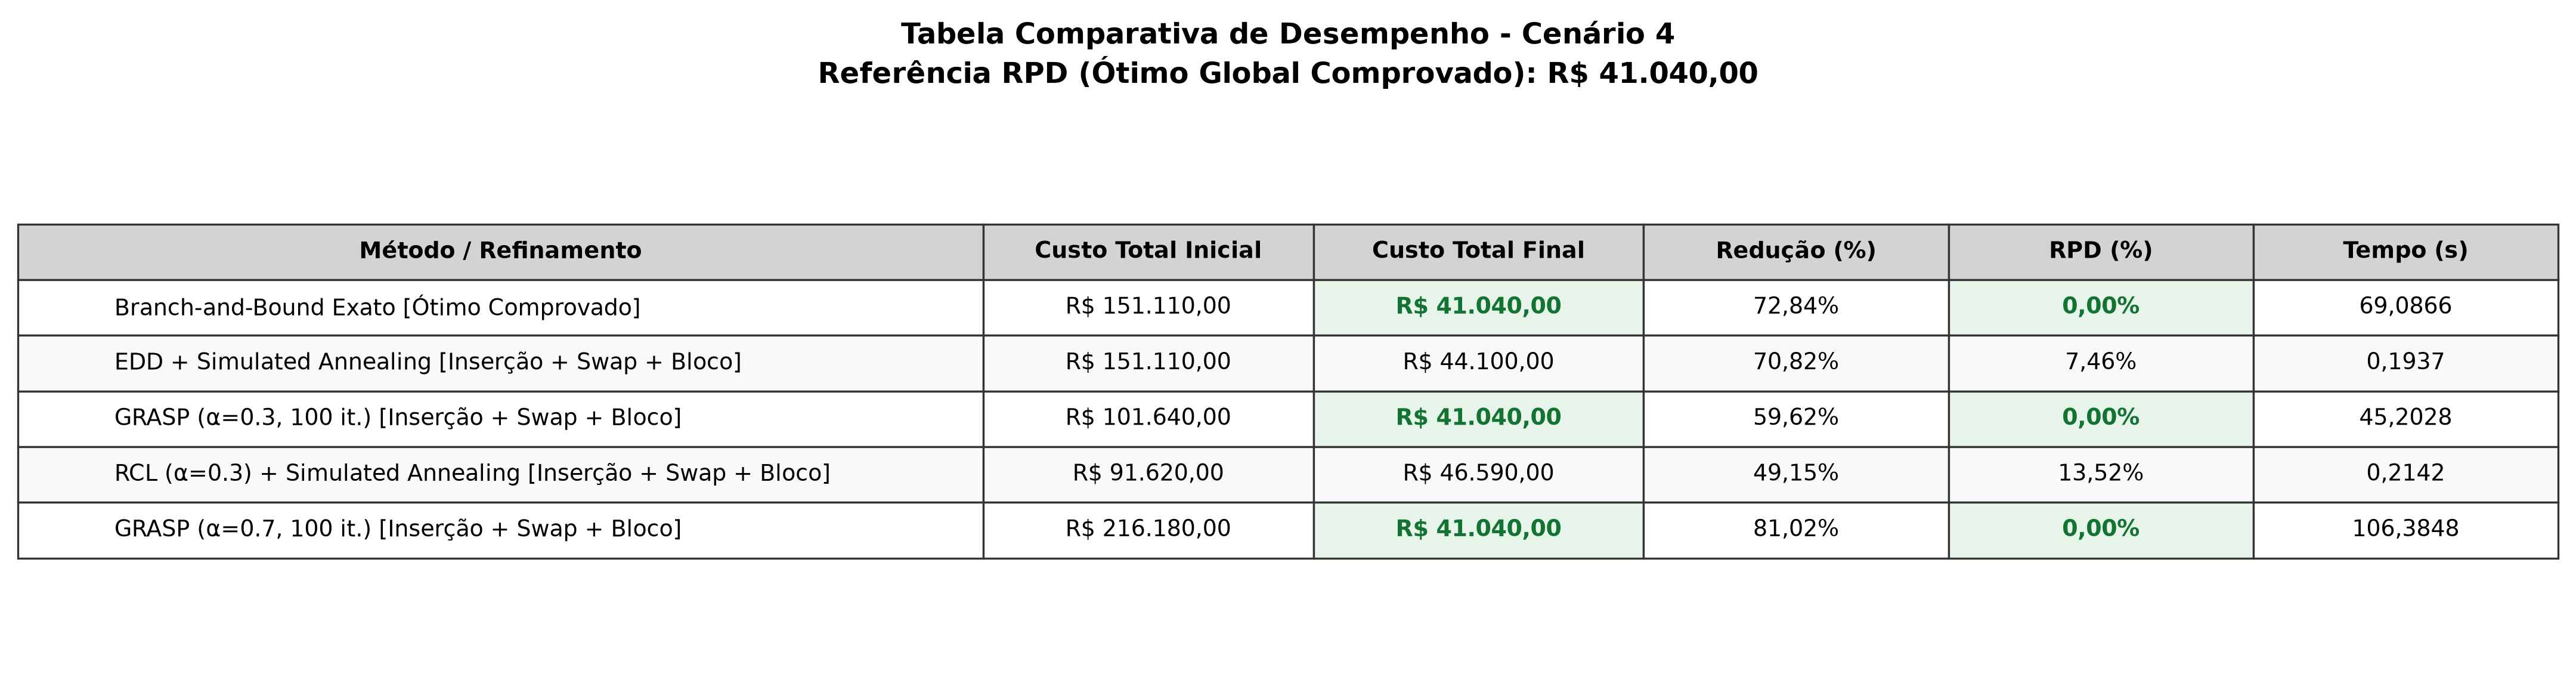 Tabela Comparativa de Desempenho - Cenário 4
Referência RPD (Ótimo Global Comprovado): R$ 41.040,00
Método / Refinamento Custo Total Inicial Custo Total Final Redução (%) RPD (%) Tempo (s)
Branch-and-Bound Exato [Ótimo Comprovado] R$ 151.110,00 R$ 41.040,00 72,84% 0,00% 69,0866
EDD + Simulated Annealing [Inserção + Swap + Bloco] R$ 151.110,00 R$ 44.100,00 70,82% 7,46% 0,1937
GRASP (α=0.3, 100 it.) [Inserção + Swap + Bloco] R$ 101.640,00 R$ 41.040,00 59,62% 0,00% 45,2028
RCL (α=0.3) + Simulated Annealing [Inserção + Swap + Bloco] R$ 91.620,00 R$ 46.590,00 49,15% 13,52% 0,2142
GRASP (α=0.7, 100 it.) [Inserção + Swap + Bloco] R$ 216.180,00 R$ 41.040,00 81,02% 0,00% 106,3848